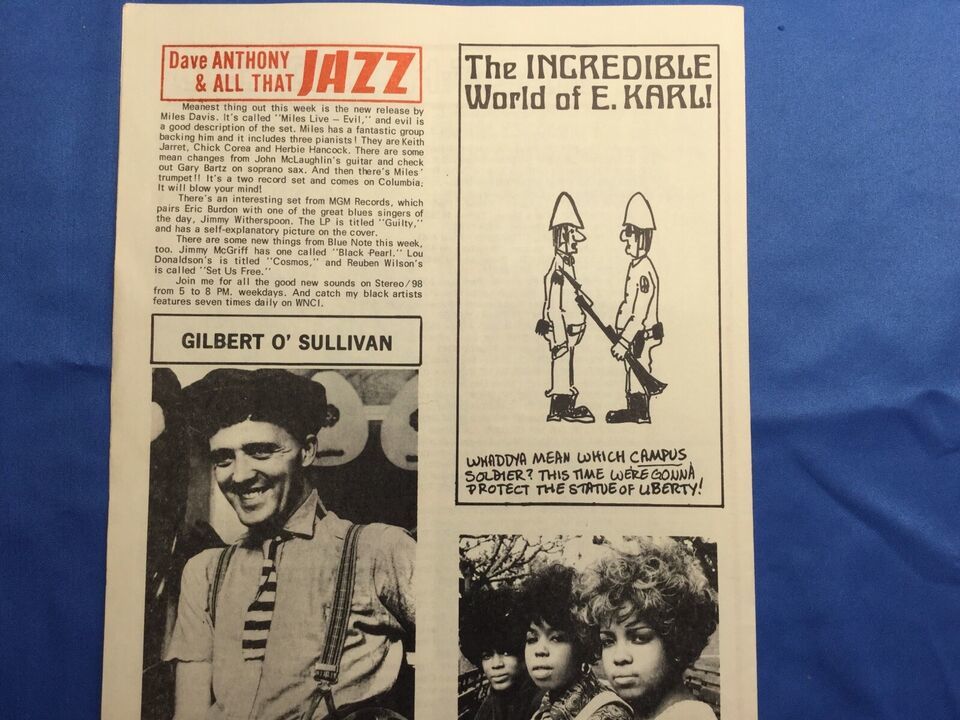 Dave ANTHONY
& ALL THAT JAZZ
Meanest thing out this week is the new release by
Miles Davis. It's called "Miles Live — Evil," and evil is
a good description of the set. Miles has a fantastic group
backing him and it includes three pianists! They are Keith
Jarret, Chick Corea and Herbie Hancock. There are some
mean changes from John McLaughlin's guitar and check
out Gary Bartz on soprano sax. And then there's Miles'
trumpet!! It's a two record set and comes on Columbia;
It will blow your mind!
There's an interesting set from MGM Records, which
pairs Eric Burdon with one of the great blues singers of
the day, Jimmy Witherspoon. The LP is titled "Guilty,"
and has a self-explanatory picture on the cover.
There are some new things from Blue Note this week,
too. Jimmy McGriff has one called "Black Pearl," Lou
Donaldson's is titled "Cosmos," and Reuben Wilson's
is called "Set Us Free."
Join me for all the good new sounds on Stereo/98
from 5 to 8 PM. weekdays. And catch my black artists
features seven times daily on WNCI.
GILBERT O' SULLIVAN
The INCREDIBLE
World of E. KARL!
WHADDYA MEAN WHICH CAMPUS
SOLDIER? THIS TIME WE'RE GONNA
PROTECT THE STATUE OF LIBERTY!